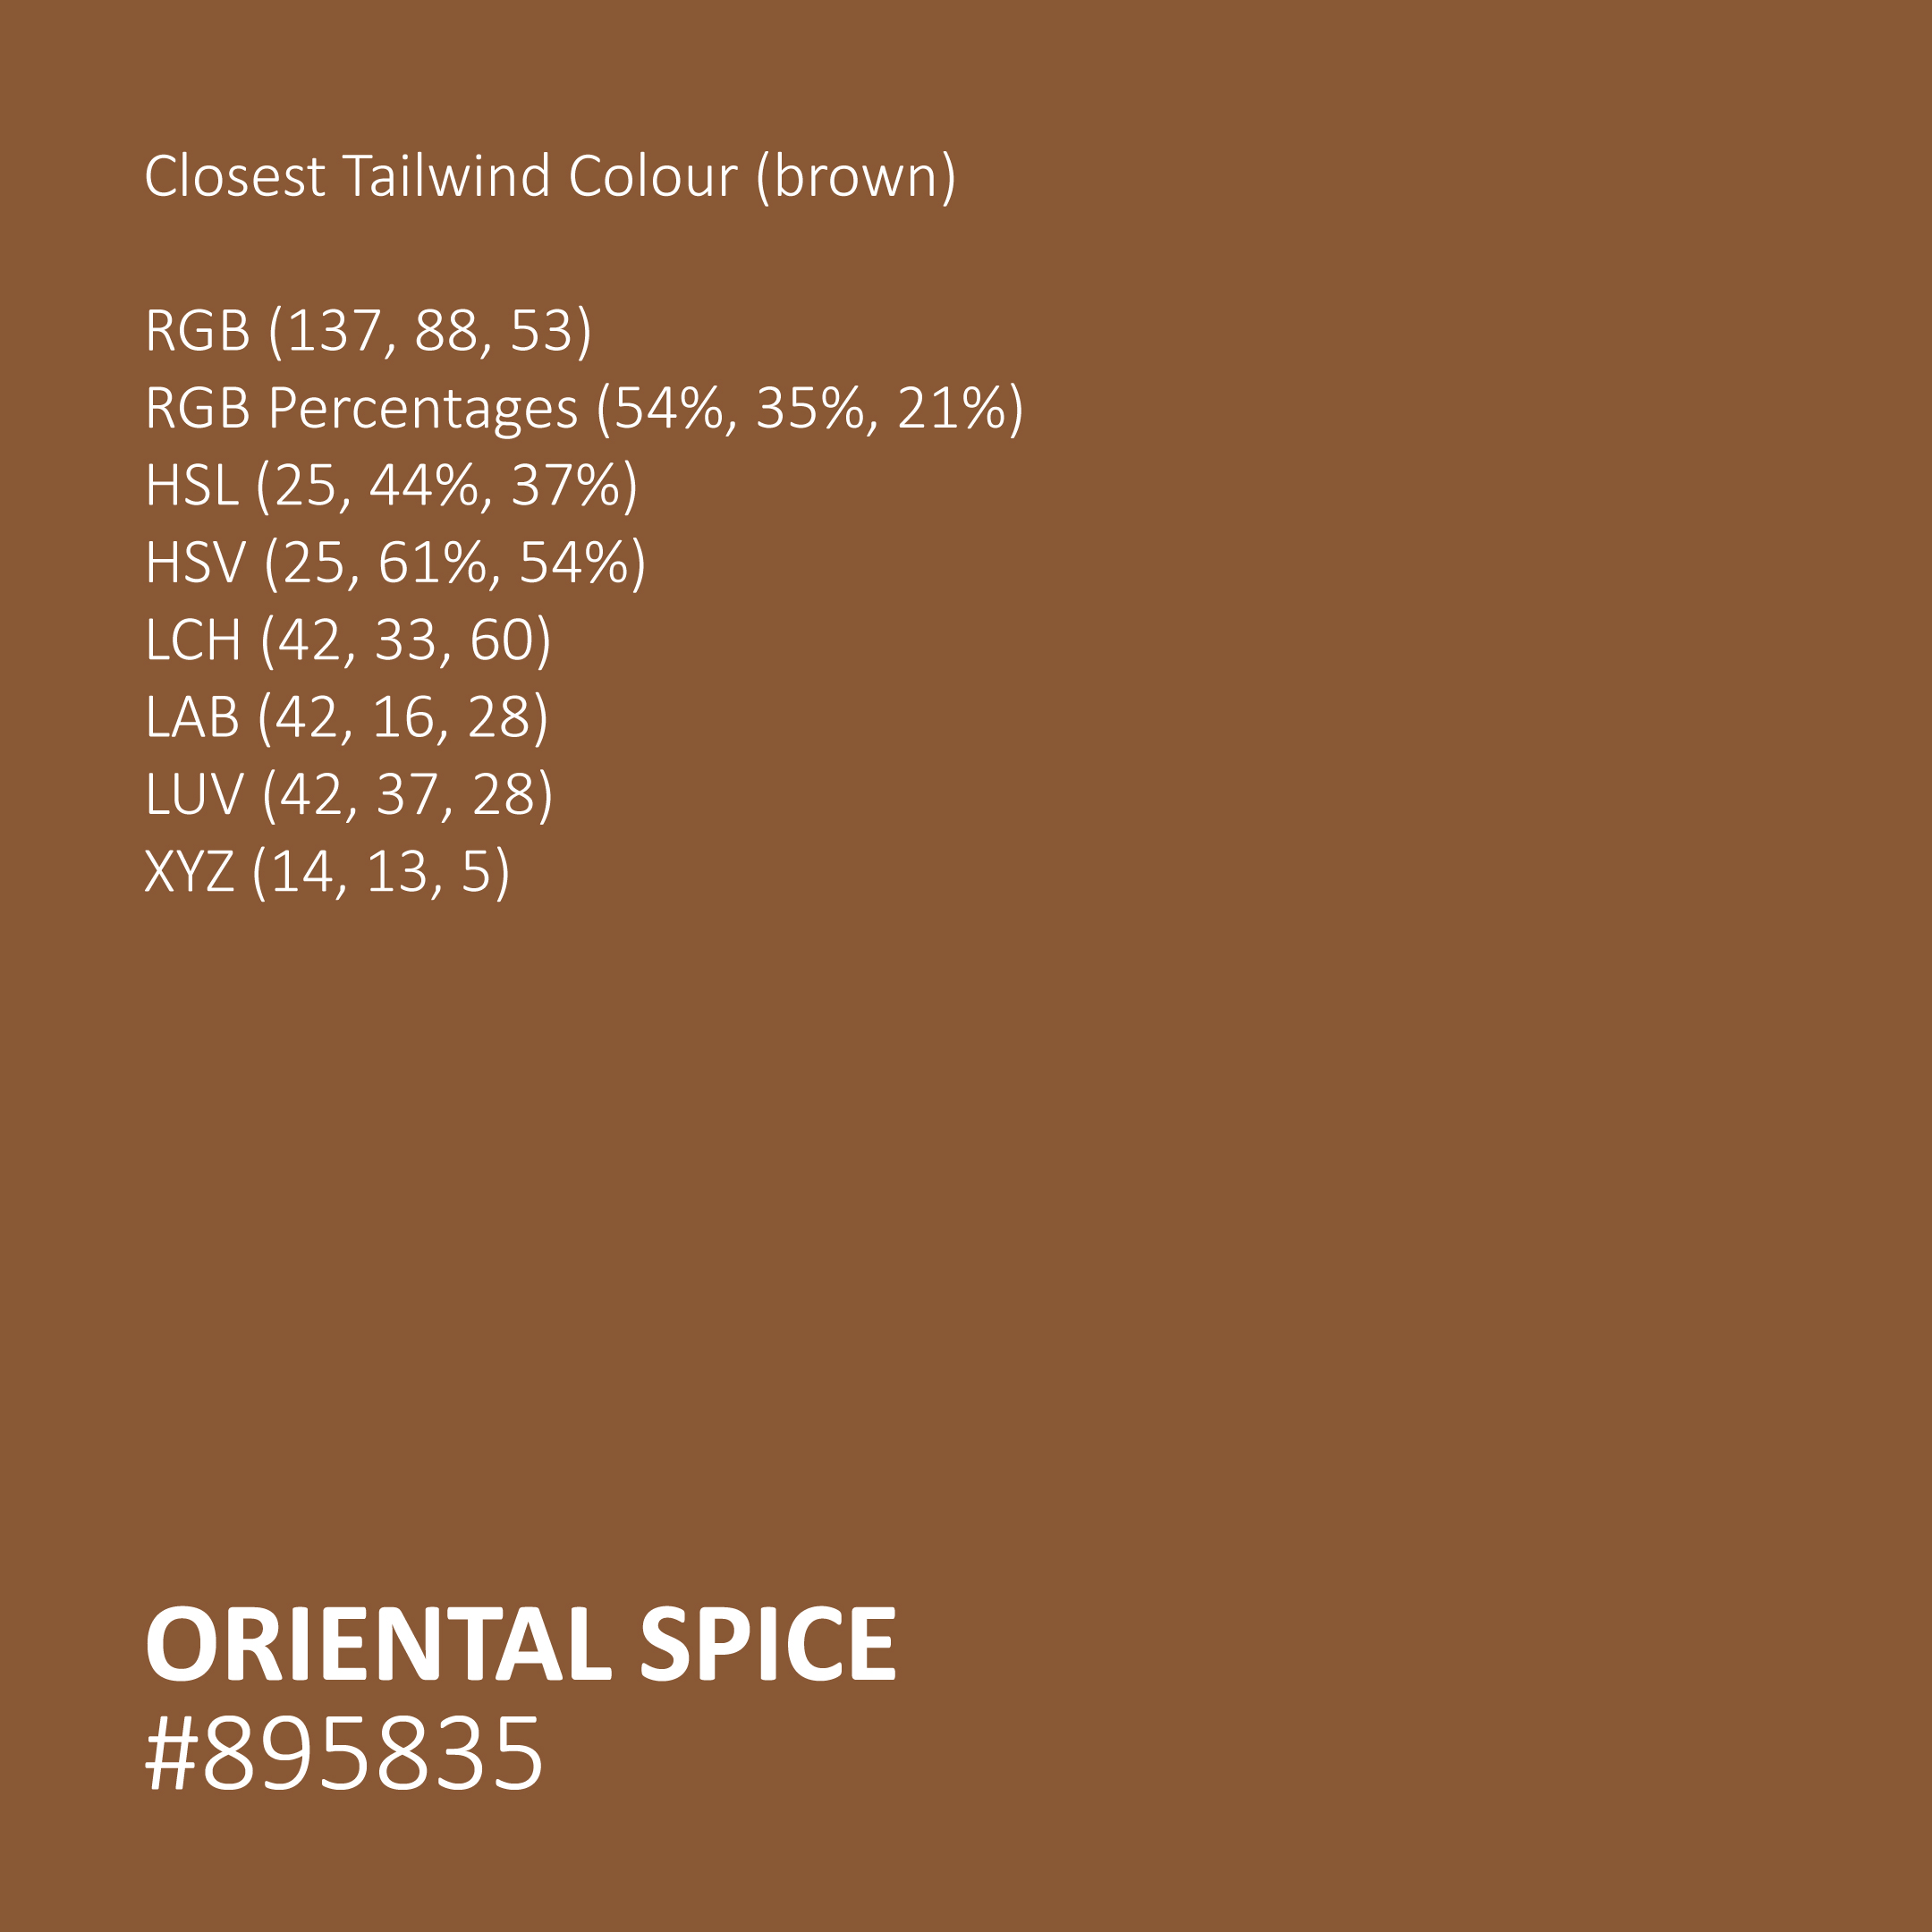 Closest Tailwind Colour (brown)
RGB (137, 88, 53)
RGB Percentages (54%, 35%, 21%)
HSL (25, 44%, 37%)
HSV (25, 61%, 54%)
LCH (42, 33, 60)
LAB (42, 16, 28)
LUV (42, 37, 28)
XYZ (14, 13, 5)
ORIENTAL SPICE
#895835